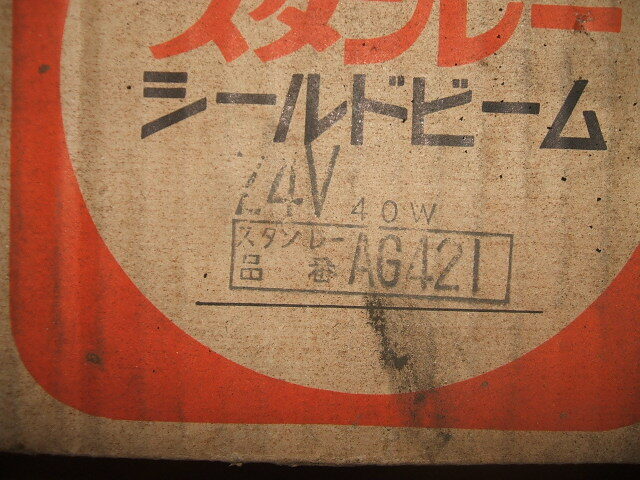 スタンレー
シールドビーム
24V 40W
スタンレー
品番 AG421